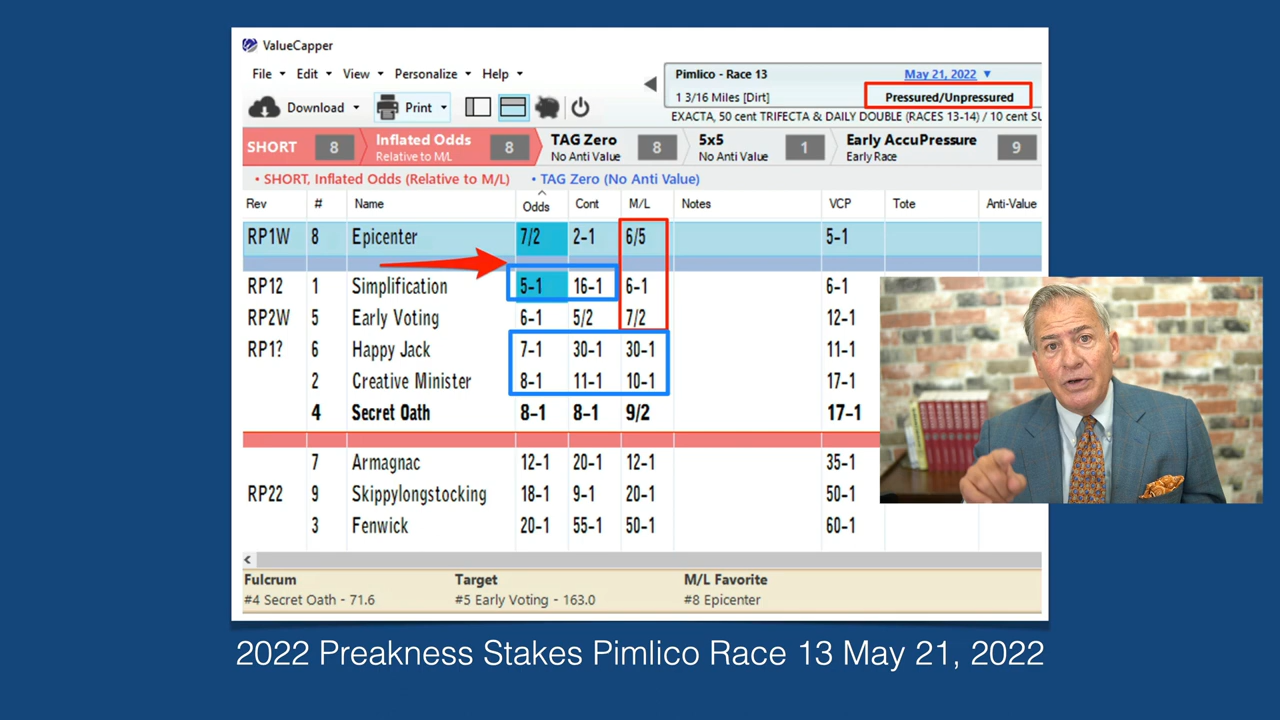 ValueCapper
File Edit View Personalize Help
Download Print
Pimlico - Race 13 May 21, 2022
1 3/16 Miles [Dirt] Pressured/Unpressured
EXACTA, 50 cent TRIFECTA & DAILY DOUBLE (RACES 13-14) / 10 cent SU
SHORT 8 Inflated Odds Relative to M/L 8 TAG Zero No Anti Value 8 5x5 No Anti Value 1 Early AccuPressure Early Race 9
• SHORT, Inflated Odds (Relative to M/L) • TAG Zero (No Anti Value)
Rev # Name Odds Cont M/L Notes VCP Tote Anti-Value
RP1W 8 Epicenter 7/2 2-1 6/5 5-1
RP12 1 Simplification 5-1 16-1 6-1 6-1
RP2W 5 Early Voting 6-1 5/2 7/2 12-1
RP1? 6 Happy Jack 7-1 30-1 30-1 11-1
2 Creative Minister 8-1 11-1 10-1 17-1
4 Secret Oath 8-1 8-1 9/2 17-1
7 Armagnac 12-1 20-1 12-1 35-1
RP22 9 Skippylongstocking 18-1 9-1 20-1 50-1
3 Fenwick 20-1 55-1 50-1 60-1
Fulcrum Target M/L Favorite
#4 Secret Oath - 71.6 #5 Early Voting - 163.0 #8 Epicenter
2022 Preakness Stakes Pimlico Race 13 May 21, 2022